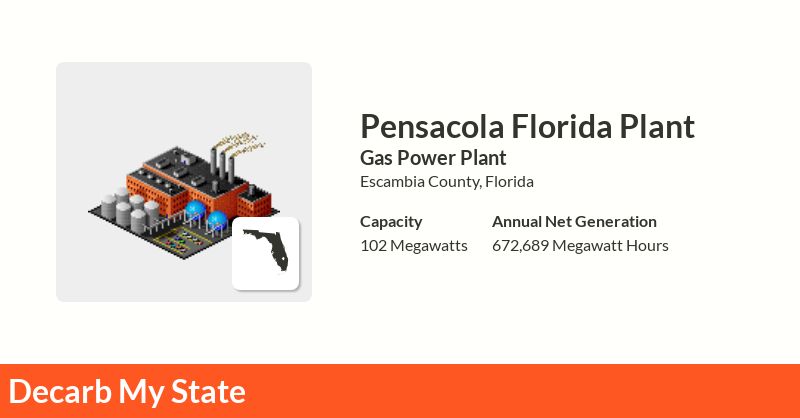 Pensacola Florida Plant
Gas Power Plant
Escambia County, Florida
Capacity
102 Megawatts
Annual Net Generation
672,689 Megawatt Hours
Decarb My State